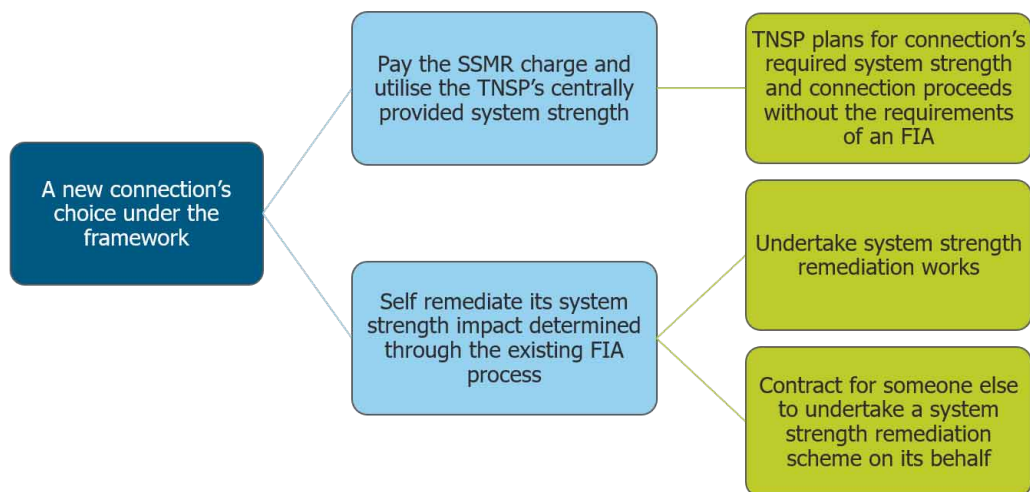 A new connection's
choice under the
framework
Pay the SSMR charge and
utilise the TNSP's centrally
provided system strength
TNSP plans for connection's
required system strength
and connection proceeds
without the requirements
of an FIA
Self remediate its system
strength impact determined
through the existing FIA
process
Undertake system strength
remediation works
Contract for someone else
to undertake a system
strength remediation
scheme on its behalf